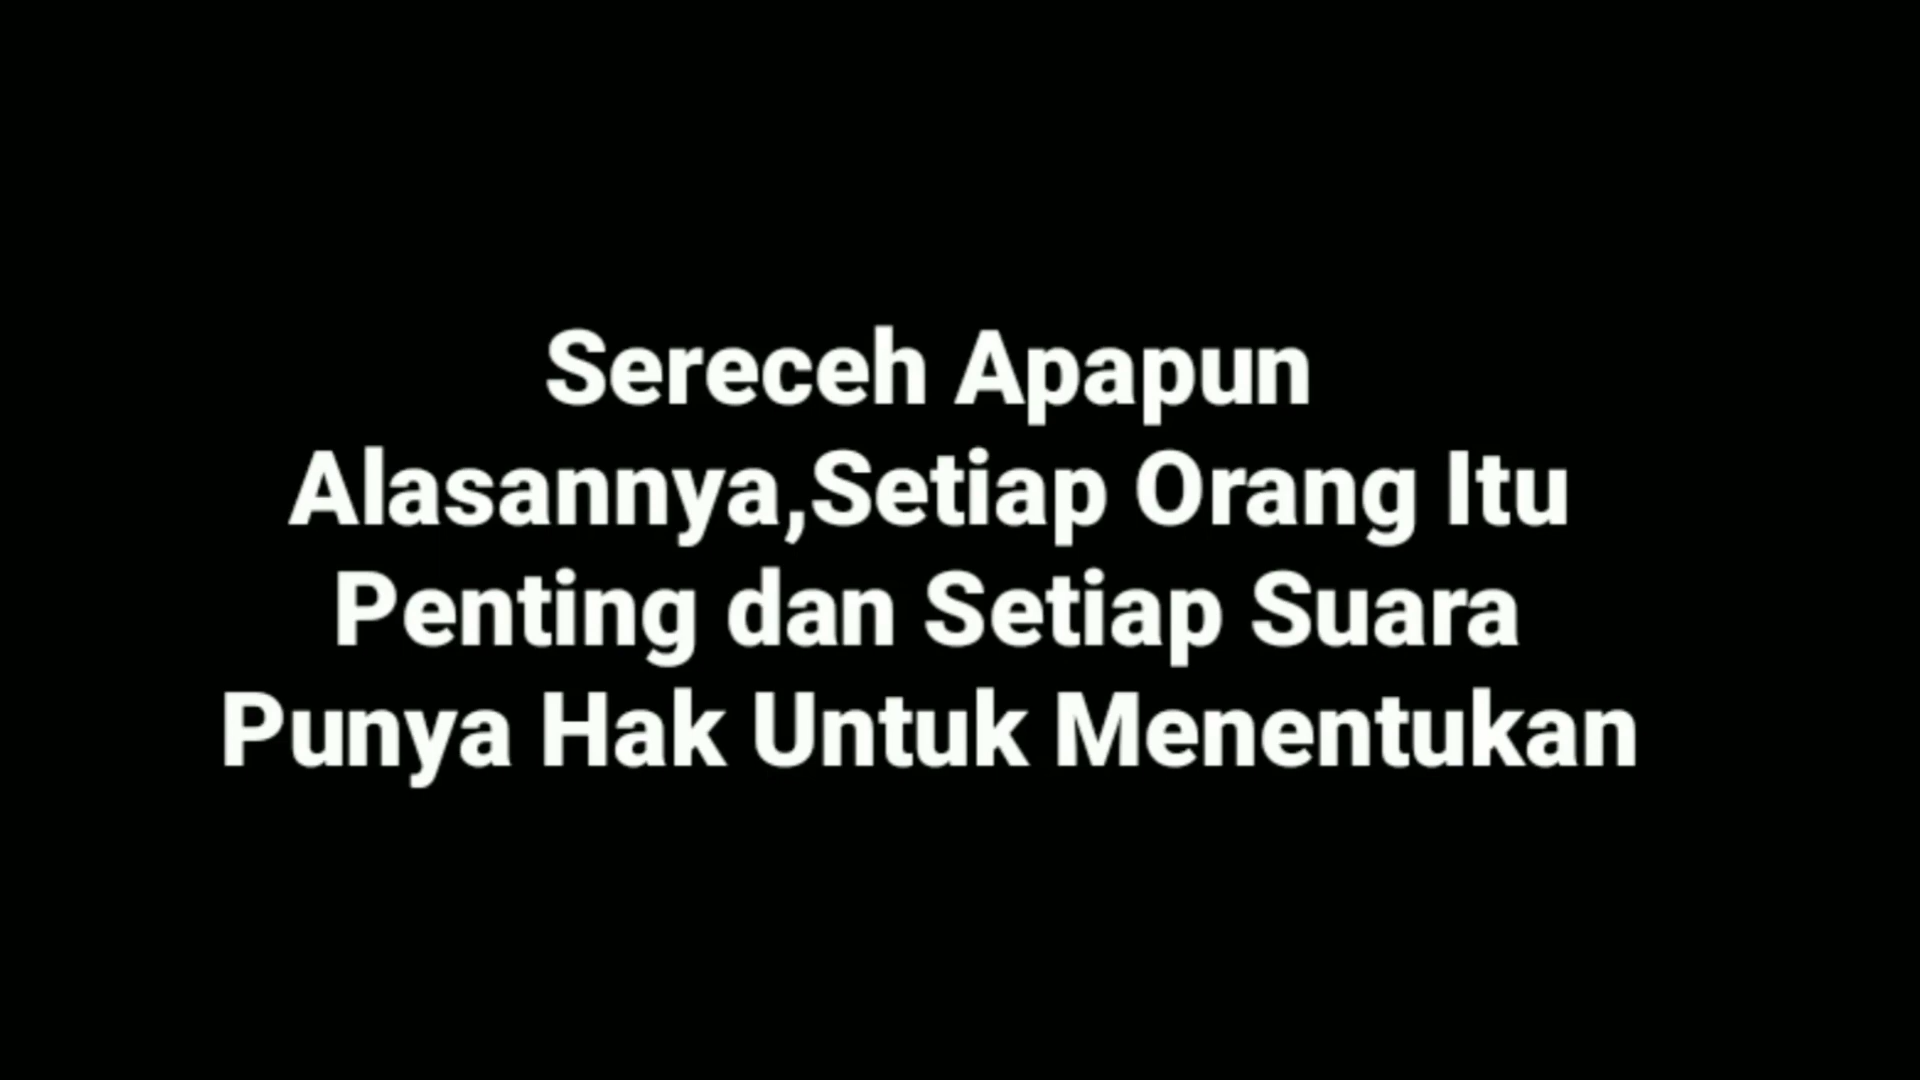 Sereceh Apapun
Alasannya,Setiap Orang Itu
Penting dan Setiap Suara
Punya Hak Untuk Menentukan